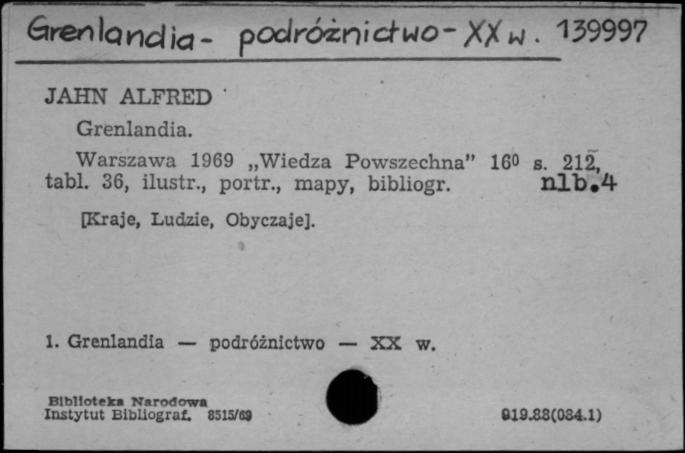 Grenlandia - podróżnictwo - XX w. 139997
JAHN ALFRED
Grenlandia.
Warszawa 1969 „Wiedza Powszechna” 16⁰ s. 212,
tabl. 36, ilustr., portr., mapy, bibliogr. nlb.4
[Kraje, Ludzie, Obyczaje].
1. Grenlandia — podróżnictwo — XX w.
Biblioteka Narodowa
Instytut Bibliograf. 8515/69
919.88(084.1)